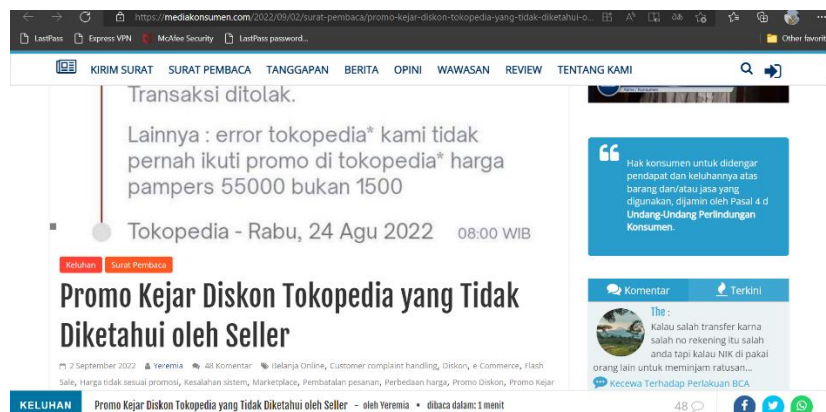 https://mediakonsumen.com/2022/09/02/surat-pembaca/promo-kejar-diskon-tokopedia-yang-tidak-diketahui-o...
LastPass Express VPN McAfee Security LastPass password... Other favorit
KIRIM SURAT SURAT PEMBACA TANGGAPAN BERITA OPINI WAWASAN REVIEW TENTANG KAMI
Transaksi ditolak.
Lainnya : error tokopedia* kami tidak
pernah ikuti promo di tokopedia* harga
pampers 55000 bukan 1500
Tokopedia - Rabu, 24 Agu 2022 08:00 WIB
Keluhan Surat Pembaca
Promo Kejar Diskon Tokopedia yang Tidak
Diketahui oleh Seller
2 September 2022 Yeremia 48 Komentar Belanja Online, Customer complaint handling, Diskon, e Commerce, Flash
Sale, Harga tidak sesuai promosi, Kesalahan sistem, Marketplace, Pembatalan pesanan, Perbedaan harga, Promo Diskon, Promo Kejar
Hak konsumen untuk didengar
pendapat dan keluhannya atas
barang dan/atau jasa yang
digunakan, dijamin oleh Pasal 4 d
Undang-Undang Perlindungan
Konsumen.
Komentar Terkini
The :
Kalau salah transfer karna
salah no rekening itu salah
anda tapi kalau NIK di pakai
orang lain untuk meminjam ratusan...
Kecewa Terhadap Perlakuan BCA
KELUHAN Promo Kejar Diskon Tokopedia yang Tidak Diketahui oleh Seller - oleh Yeremia • dibaca dalam: 1 menit 48